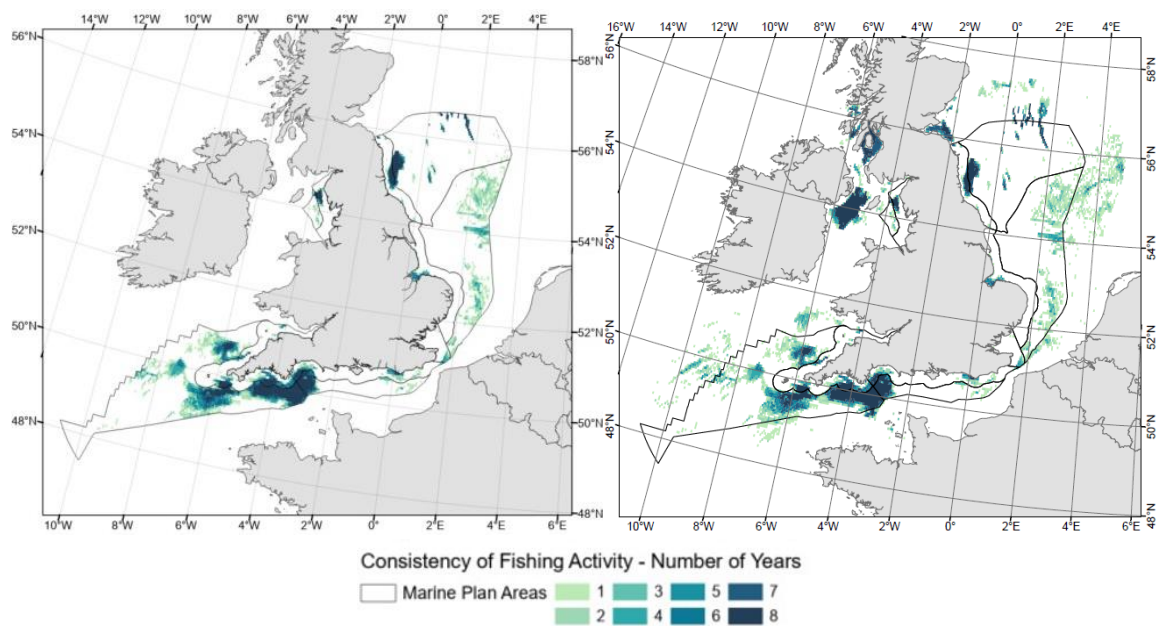 14°W 12°W 10°W 8°W 6°W 4°W 2°W 0° 2°E 4°E
16°W 14°W 12°W 10°W 8°W 6°W 4°W 2°W 0° 2°E 4°E
56°N 58°N 56°N 58°N
54°N 56°N 54°N 56°N
52°N 54°N 52°N 54°N
50°N 52°N 50°N 52°N
48°N 50°N 48°N 50°N
48°N 48°N
10°W 8°W 6°W 4°W 2°W 0° 2°E 4°E 6°E
10°W 8°W 6°W 4°W 2°W 0° 2°E 4°E 6°E
Consistency of Fishing Activity - Number of Years
Marine Plan Areas 1 3 5 7
2 4 6 8